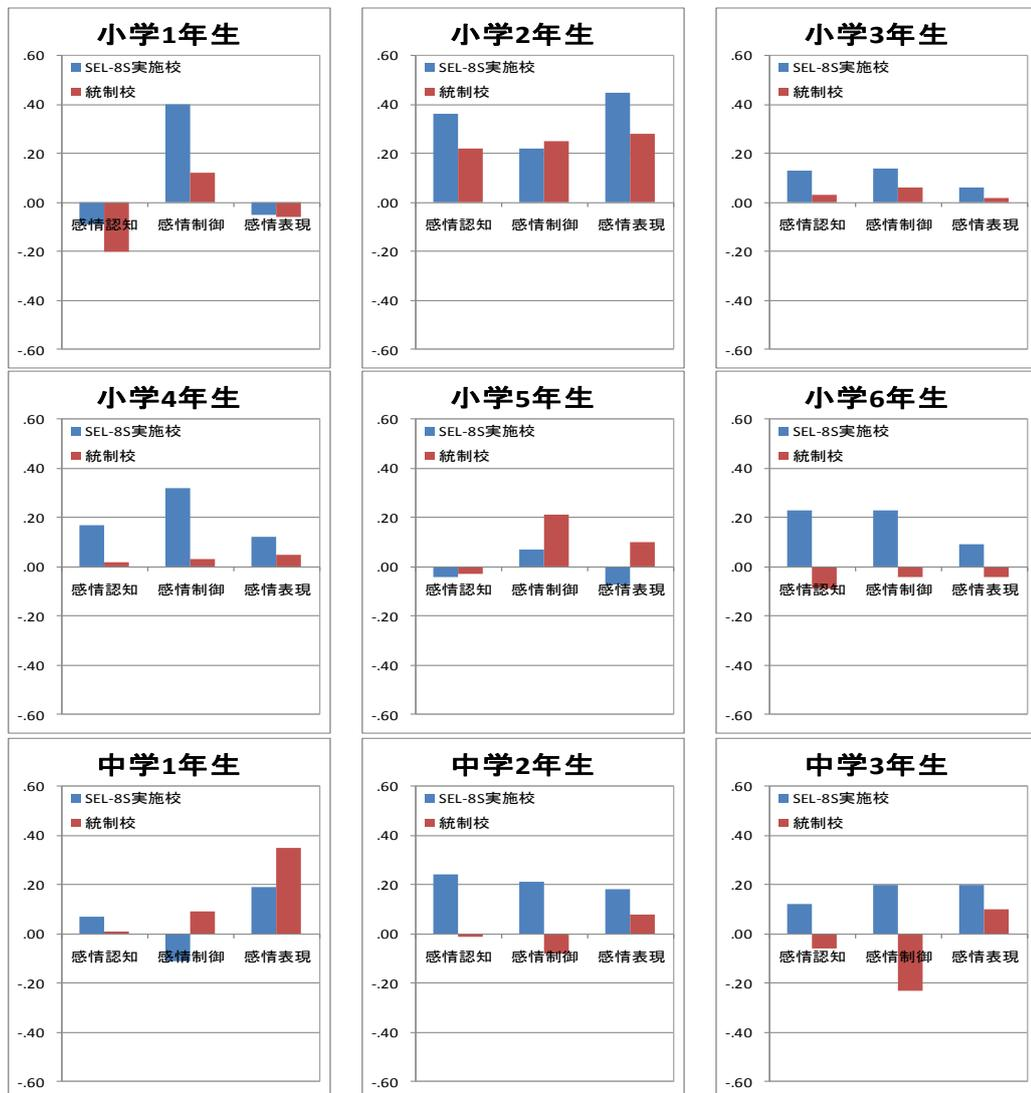 小学1年生
.60
SEL-8S実施校
.40
統制校
.20
.00
感情認知 感情制御 感情表現
-.20
-.40
-.60
小学2年生
.60
SEL-8S実施校
.40
統制校
.20
.00
感情認知 感情制御 感情表現
-.20
-.40
-.60
小学3年生
.60
SEL-8S実施校
.40
統制校
.20
.00
感情認知 感情制御 感情表現
-.20
-.40
-.60
小学4年生
.60
SEL-8S実施校
.40
統制校
.20
.00
感情認知 感情制御 感情表現
-.20
-.40
-.60
小学5年生
.60
SEL-8S実施校
.40
統制校
.20
.00
感情認知 感情制御 感情表現
-.20
-.40
-.60
小学6年生
.60
SEL-8S実施校
.40
統制校
.20
.00
感情認知 感情制御 感情表現
-.20
-.40
-.60
中学1年生
.60
SEL-8S実施校
.40
統制校
.20
.00
感情認知 感情制御 感情表現
-.20
-.40
-.60
中学2年生
.60
SEL-8S実施校
.40
統制校
.20
.00
感情認知 感情制御 感情表現
-.20
-.40
-.60
中学3年生
.60
SEL-8S実施校
.40
統制校
.20
.00
感情認知 感情制御 感情表現
-.20
-.40
-.60